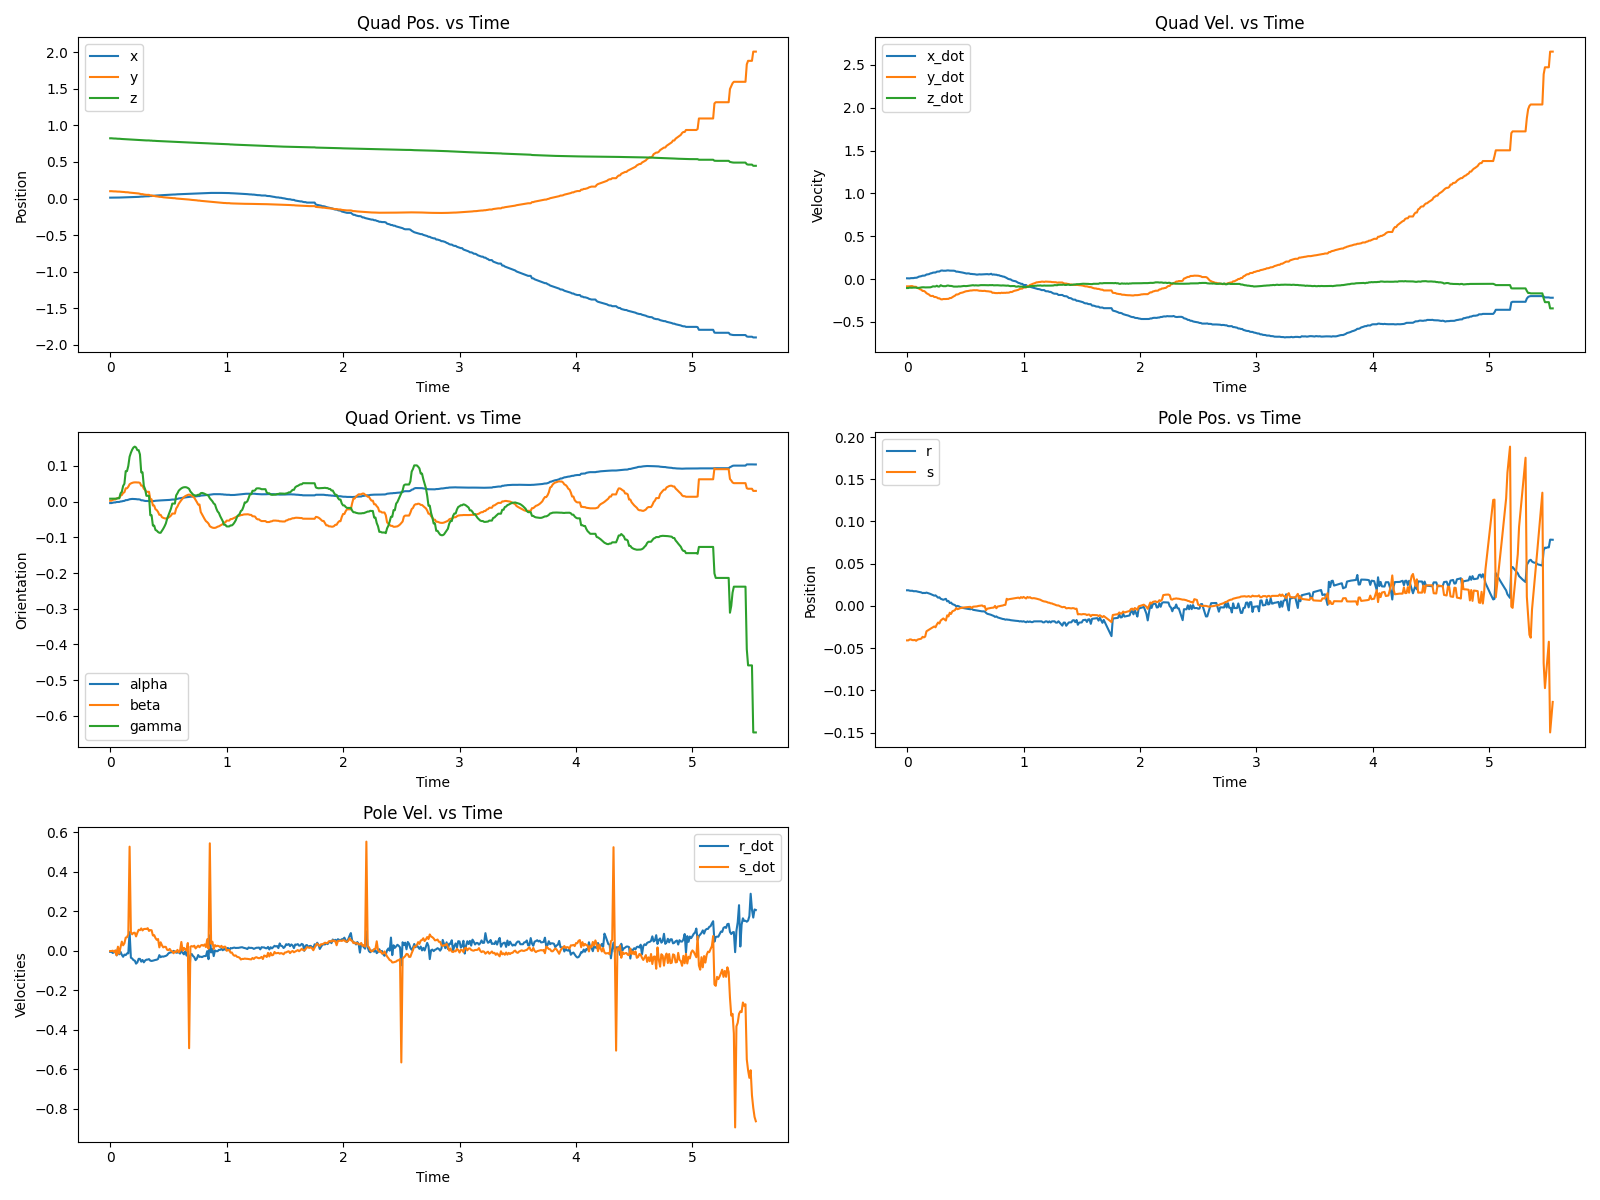 Quad Pos. vs Time
Position
2.0
1.5
1.0
0.5
0.0
−0.5
−1.0
−1.5
−2.0
x
y
z
0 1 2 3 4 5
Time
Quad Vel. vs Time
Velocity
2.5
2.0
1.5
1.0
0.5
0.0
−0.5
x_dot
y_dot
z_dot
0 1 2 3 4 5
Time
Quad Orient. vs Time
Orientation
0.1
0.0
−0.1
−0.2
−0.3
−0.4
−0.5
−0.6
alpha
beta
gamma
0 1 2 3 4 5
Time
Pole Pos. vs Time
Position
0.20
0.15
0.10
0.05
0.00
−0.05
−0.10
−0.15
r
s
0 1 2 3 4 5
Time
Pole Vel. vs Time
Velocities
0.6
0.4
0.2
0.0
−0.2
−0.4
−0.6
−0.8
r_dot
s_dot
0 1 2 3 4 5
Time